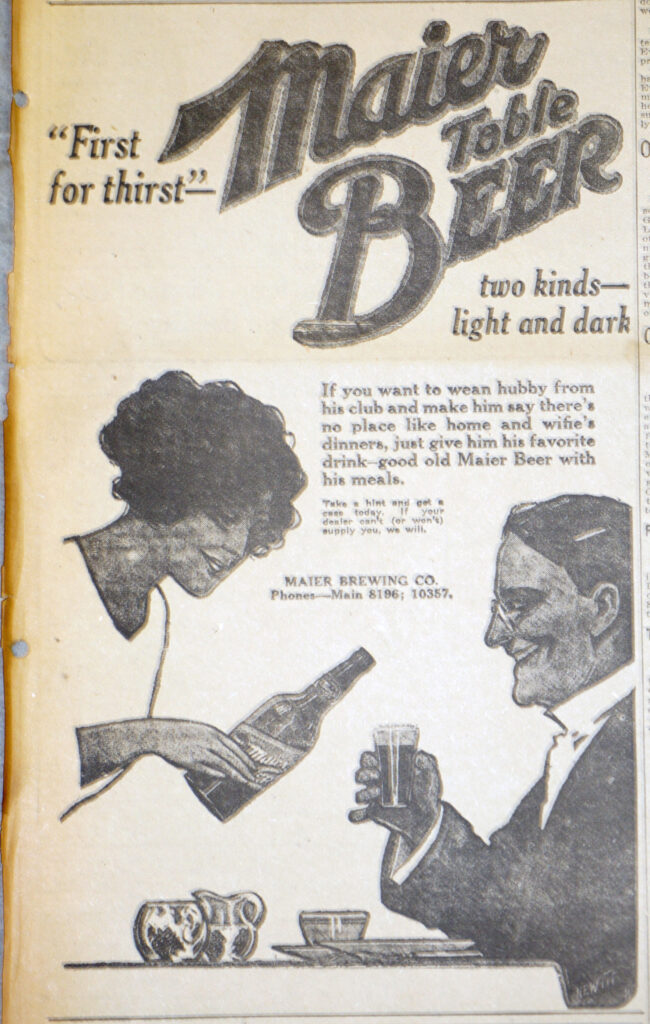 "First
for thirst"—
Maier
Table
BEER
two kinds—
light and dark
If you want to wean hubby from
his club and make him say there's
no place like home and wifie's
dinners, just give him his favorite
drink—good old Maier Beer with
his meals.
Take a hint and get a
case today. If your
dealer can't (or won't)
supply you, we will.
MAIER BREWING CO.
Phones—Main 8196; 10357.
Maier
NEWITT